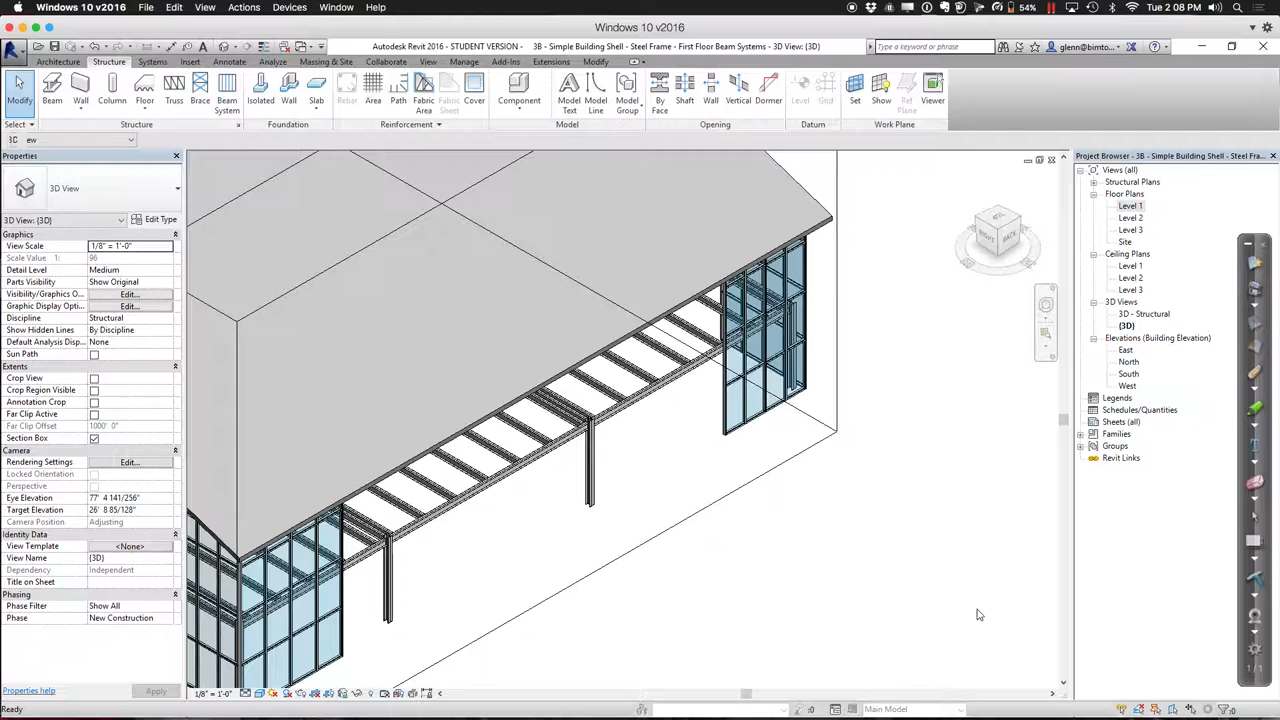 Windows 10 v2016 File Edit View Actions Devices Window Help 54% Tue 2:08 PM
Windows 10 v2016
Autodesk Revit 2016 - STUDENT VERSION - 3B - Simple Building Shell - Steel Frame - First Floor Beam Systems - 3D View: {3D} Type a keyword or phrase glenn@bimto...
Architecture Structure Systems Insert Annotate Analyze Massing & Site Collaborate View Manage Add-Ins Extensions Modify
Modify Beam Wall Column Floor Truss Brace Beam System Isolated Wall Slab Rebar Area Path Fabric Area Fabric Sheet Cover Component Model Text Model Line Model Group By Face Shaft Wall Vertical Dormer Level Grid Set Show Ref Plane Viewer
Select Structure Foundation Reinforcement Model Opening Datum Work Plane
3D ew
Properties
3D View
3D View: {3D} Edit Type
Graphics
View Scale 1/8" = 1'-0"
Scale Value 1: 96
Detail Level Medium
Parts Visibility Show Original
Visibility/Graphics O... Edit...
Graphic Display Opti... Edit...
Discipline Structural
Show Hidden Lines By Discipline
Default Analysis Disp... None
Sun Path
Extents
Crop View
Crop Region Visible
Annotation Crop
Far Clip Active
Far Clip Offset 1000' 0"
Section Box
Camera
Rendering Settings Edit...
Locked Orientation
Perspective
Eye Elevation 77' 4 141/256"
Target Elevation 26' 8 85/128"
Camera Position Adjusting
Identity Data
View Template <None>
View Name {3D}
Dependency Independent
Title on Sheet
Phasing
Phase Filter Show All
Phase New Construction
Properties help Apply
RIGHT BACK
Project Browser - 3B - Simple Building Shell - Steel Frame...
Views (all)
Structural Plans
Floor Plans
Level 1
Level 2
Level 3
Site
Ceiling Plans
Level 1
Level 2
Level 3
3D Views
3D - Structural
{3D}
Elevations (Building Elevation)
East
North
South
West
Legends
Schedules/Quantities
Sheets (all)
Families
Groups
Revit Links
1/8" = 1'-0"
Ready :0 Main Model :0